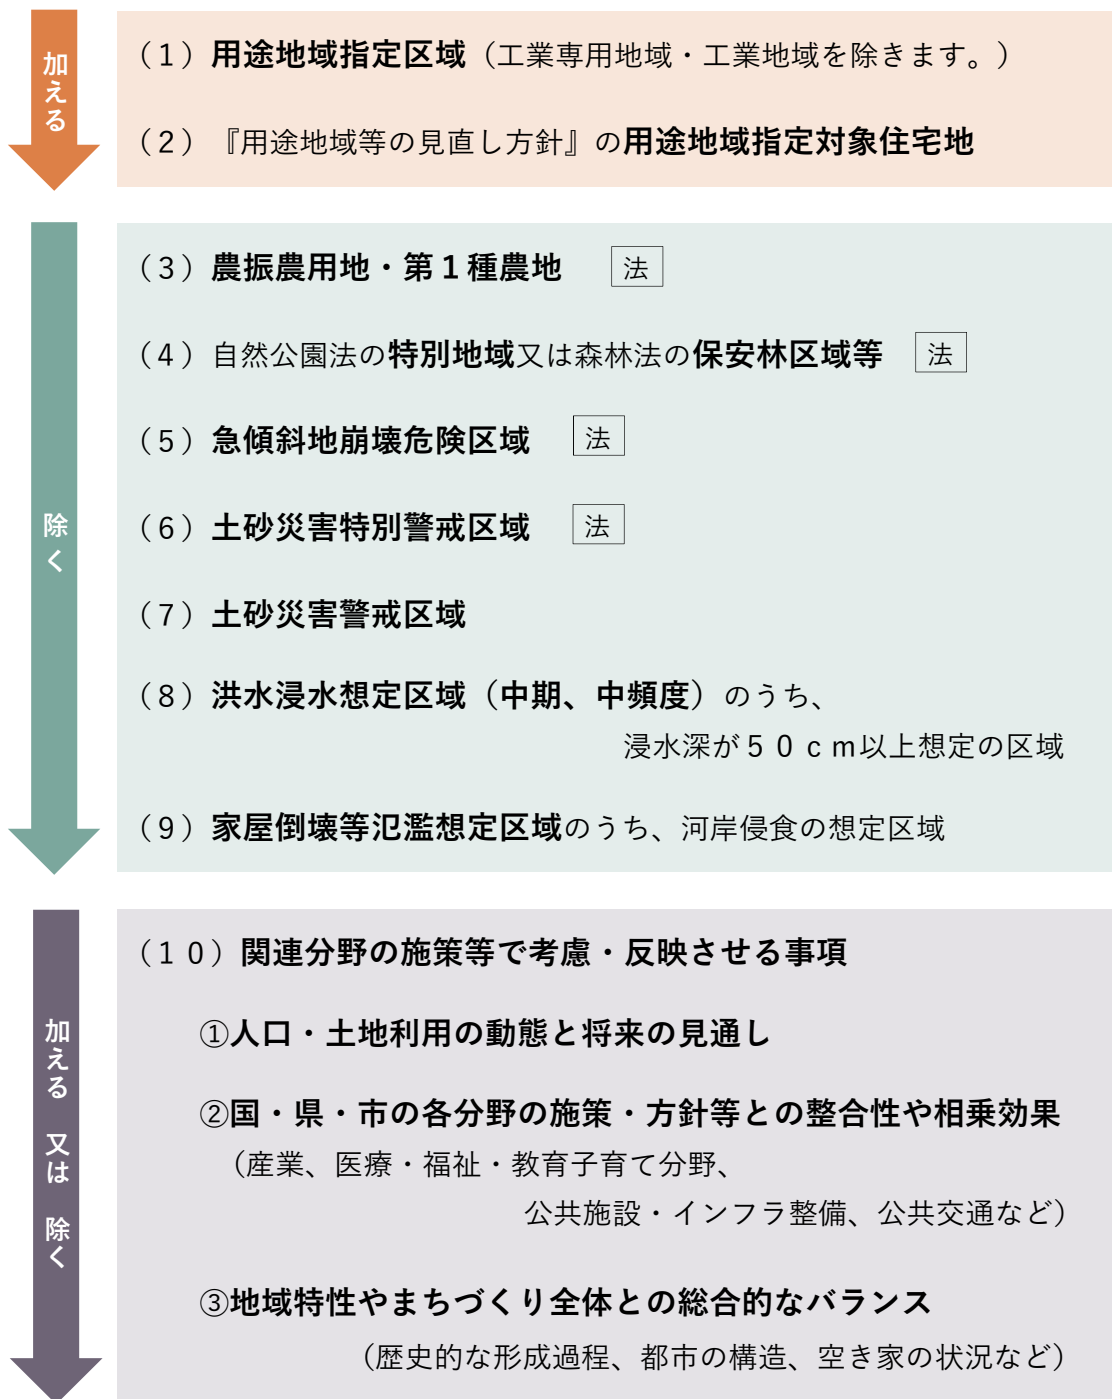 加える
（１）用途地域指定区域（工業専用地域・工業地域を除きます。）
（２）『用途地域等の見直し方針』の用途地域指定対象住宅地
除く
（３）農振農用地・第１種農地　法
（４）自然公園法の特別地域又は森林法の保安林区域等　法
（５）急傾斜地崩壊危険区域　法
（６）土砂災害特別警戒区域　法
（７）土砂災害警戒区域
（８）洪水浸水想定区域（中期、中頻度）のうち、
浸水深が５０ｃｍ以上想定の区域
（９）家屋倒壊等氾濫想定区域のうち、河岸侵食の想定区域
加える　又は　除く
（１０）関連分野の施策等で考慮・反映させる事項
①人口・土地利用の動態と将来の見通し
②国・県・市の各分野の施策・方針等との整合性や相乗効果
（産業、医療・福祉・教育子育て分野、
公共施設・インフラ整備、公共交通など）
③地域特性やまちづくり全体との総合的なバランス
（歴史的な形成過程、都市の構造、空き家の状況など）